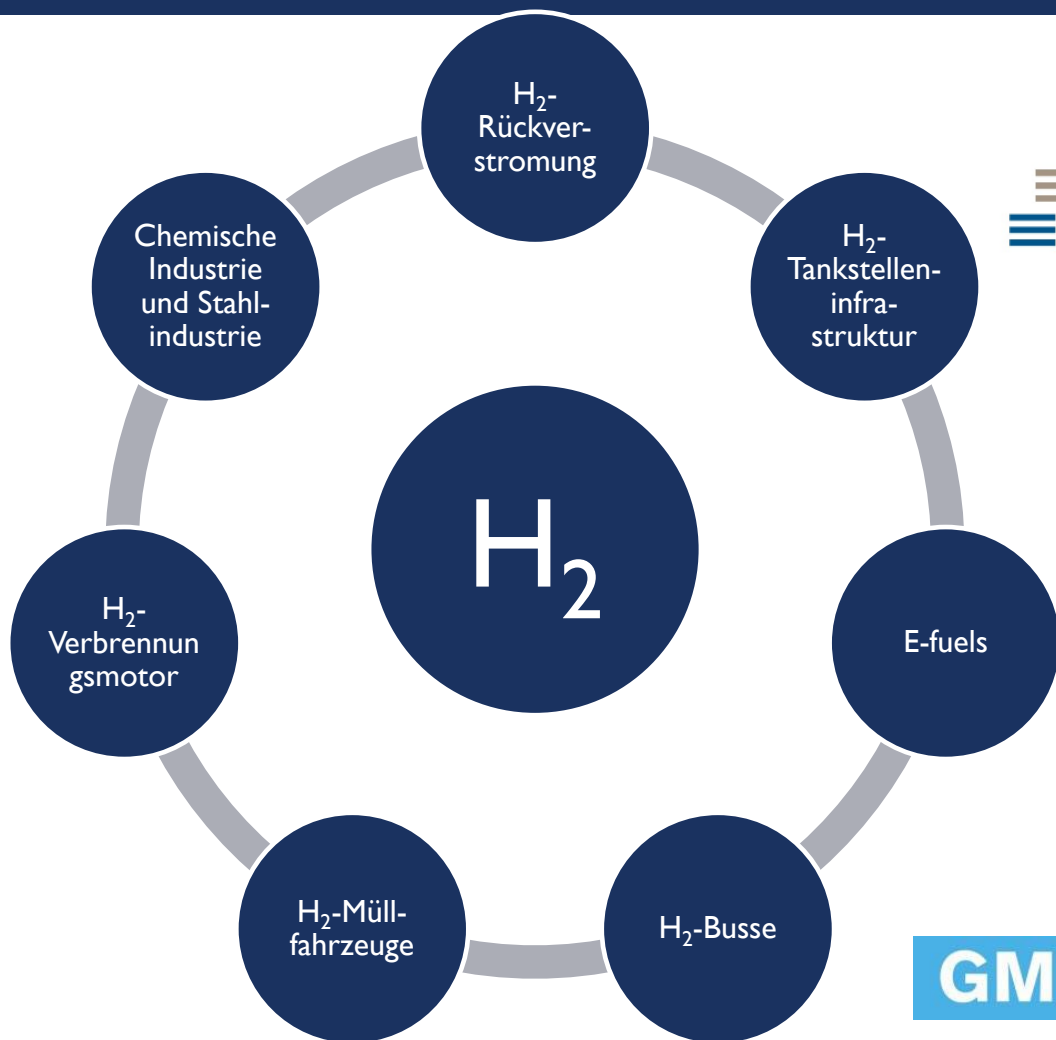 H₂-
Rückver-
stromung
H₂-
Tankstellen-
infra-
struktur
E-fuels
H₂-Busse
H₂-Müll-
fahrzeuge
H₂-
Verbrennun
gsmotor
Chemische
Industrie
und Stahl-
industrie
H₂
GM